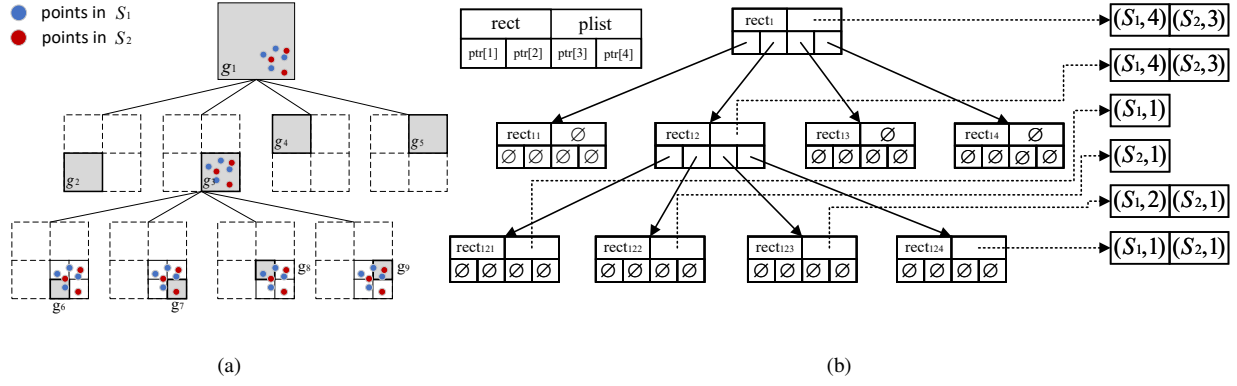 points in S₁
points in S₂
g₁
g₂
g₃
g₄
g₅
g₆
g₇
g₈
g₉
(a)
rect plist
ptr[1] ptr[2] ptr[3] ptr[4]
rect₁
(S₁,4) (S₂,3)
(S₁,4) (S₂,3)
(S₁,1)
rect₁₁ ∅
rect₁₂
rect₁₃ ∅
rect₁₄ ∅
∅ ∅ ∅ ∅
∅ ∅ ∅ ∅
∅ ∅ ∅ ∅
(S₂,1)
(S₁,2) (S₂,1)
rect₁₂₁
rect₁₂₂
rect₁₂₃
rect₁₂₄
(S₁,1) (S₂,1)
∅ ∅ ∅ ∅
∅ ∅ ∅ ∅
∅ ∅ ∅ ∅
∅ ∅ ∅ ∅
(b)